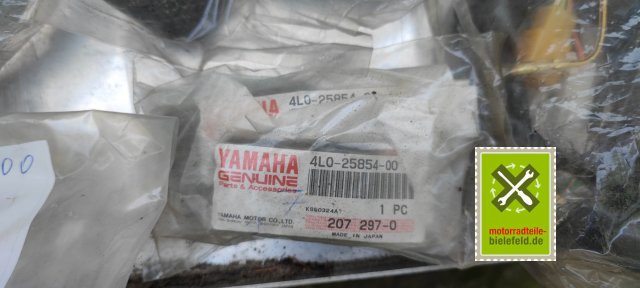 4L0-25854-0
00
YAMAHA
GENUINE
Parts & Accessories
4L0-25854-00
1 PC
YAMAHA MOTOR CO.,LTD.
207 297-0
MADE IN JAPAN
motorradteile-
bielefeld.de